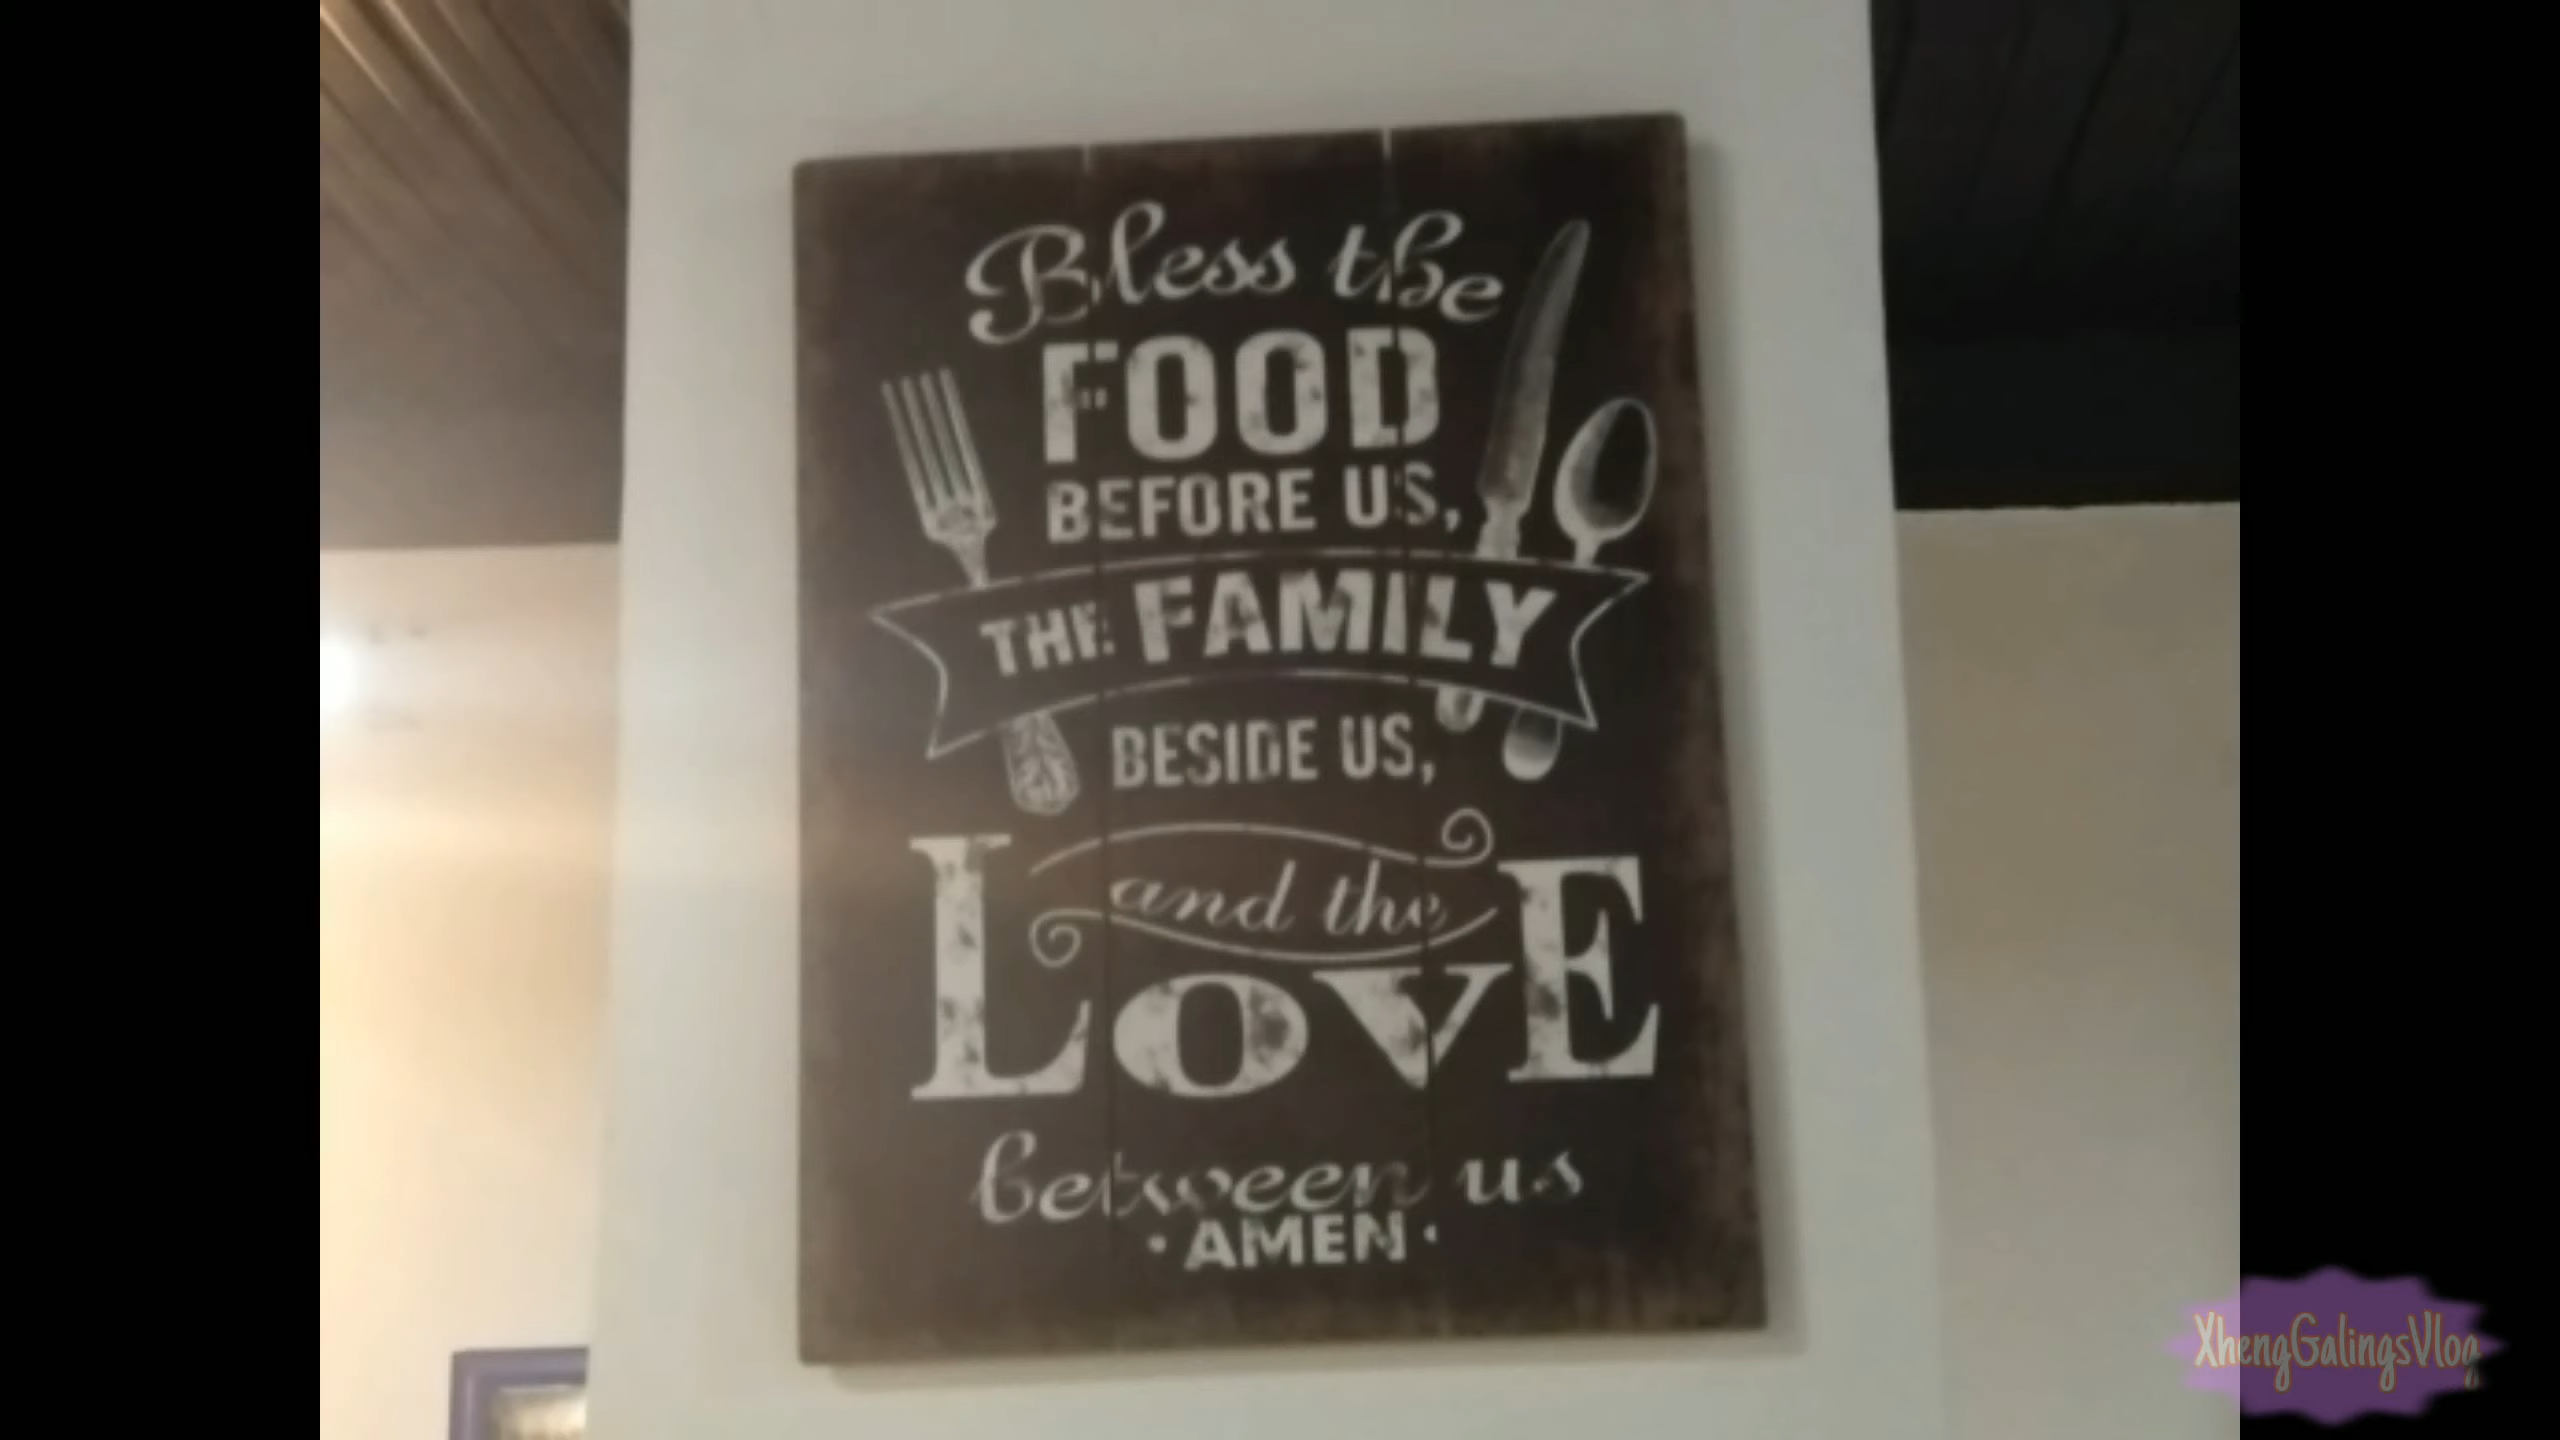 Bless the
FOOD
BEFORE US,
THE FAMILY
BESIDE US,
and the
LOVE
between us
· AMEN ·
XhengGalingsVlog